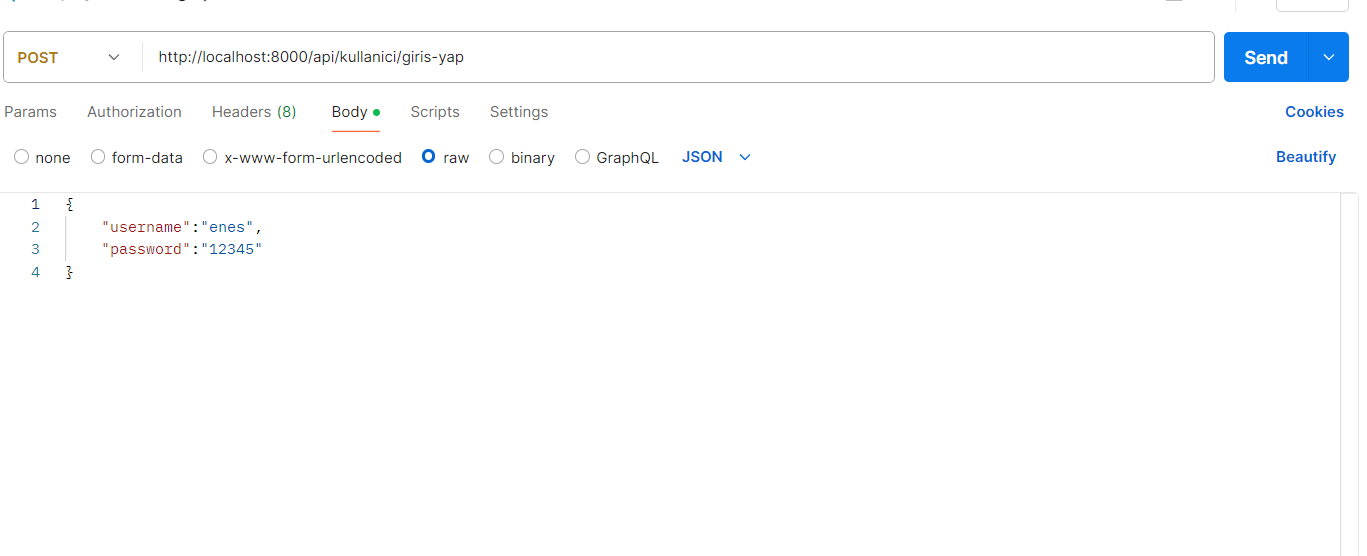 POST http://localhost:8000/api/kullanici/giris-yap Send
Params Authorization Headers (8) Body Scripts Settings Cookies
none form-data x-www-form-urlencoded raw binary GraphQL JSON Beautify
1 {
2 "username":"enes",
3 "password":"12345"
4 }